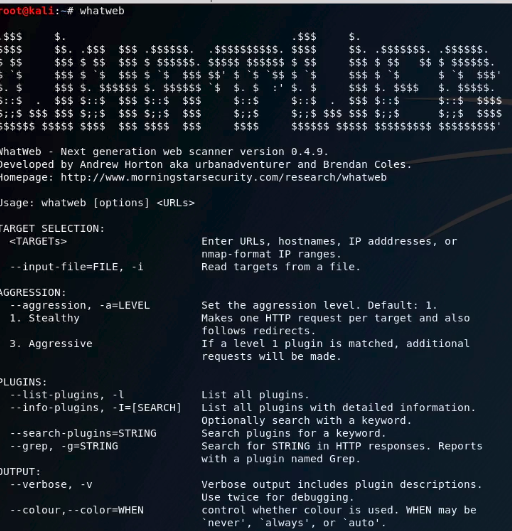 root@kali:~# whatweb
.$$$     $.                                   .$$$     $.
$$$$     $$. .$$$  $$$ .$$$$$$.  .$$$$$$$$$$. $$$$     $$. .$$$$$$$. .$$$$$$.
$ $$     $$$ $ $$  $$$ $ $$$$$$. $$$$$ $$$$$$ $ $$     $$$ $ $$   $$ $ $$$$$$.
$ `$     $$$ $ `$  $$$ $ `$  $$$ $$' $ `$ `$$ $ `$     $$$ $ `$      $ `$  $$$'
$. $     $$$ $. $$$$$$ $. $$$$$$ `$  $. $  :' $. $     $$$ $. $$$$   $. $$$$$.
$::$  .  $$$ $::$  $$$ $::$  $$$     $::$     $::$  .  $$$ $::$      $::$  $$$$
$;;$ $$$ $$$ $;;$  $$$ $;;$  $$$     $;;$     $;;$ $$$ $$$ $;;$      $;;$  $$$$
$$$$$$ $$$$$ $$$$  $$$ $$$$  $$$     $$$$     $$$$$$ $$$$$ $$$$$$$$$ $$$$$$$$$'
WhatWeb - Next generation web scanner version 0.4.9.
Developed by Andrew Horton aka urbanadventurer and Brendan Coles.
Homepage: http://www.morningstarsecurity.com/research/whatweb
Usage: whatweb [options] <URLs>
TARGET SELECTION:
<TARGETs> Enter URLs, hostnames, IP adddresses, or
nmap-format IP ranges.
--input-file=FILE, -i Read targets from a file.
AGGRESSION:
--aggression, -a=LEVEL Set the aggression level. Default: 1.
1. Stealthy Makes one HTTP request per target and also
follows redirects.
3. Aggressive If a level 1 plugin is matched, additional
requests will be made.
PLUGINS:
--list-plugins, -l List all plugins.
--info-plugins, -I=[SEARCH] List all plugins with detailed information.
Optionally search with a keyword.
--search-plugins=STRING Search plugins for a keyword.
--grep, -g=STRING Search for STRING in HTTP responses. Reports
with a plugin named Grep.
OUTPUT:
--verbose, -v Verbose output includes plugin descriptions.
Use twice for debugging.
--colour,--color=WHEN control whether colour is used. WHEN may be
`never', `always', or `auto'.